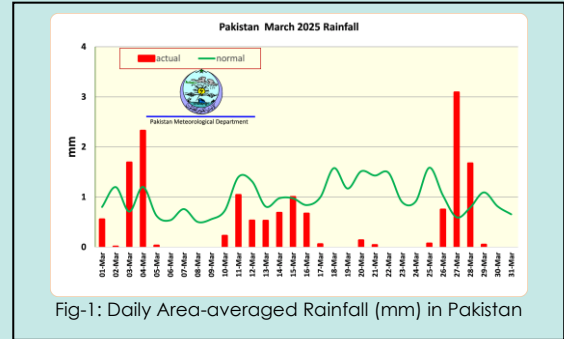 Pakistan March 2025 Rainfall
actual normal
Pakistan Meteorological Department
mm
4
3
2
1
0
01-Mar
02-Mar
03-Mar
04-Mar
05-Mar
06-Mar
07-Mar
08-Mar
09-Mar
10-Mar
11-Mar
12-Mar
13-Mar
14-Mar
15-Mar
16-Mar
17-Mar
18-Mar
19-Mar
20-Mar
21-Mar
22-Mar
23-Mar
24-Mar
25-Mar
26-Mar
27-Mar
28-Mar
29-Mar
30-Mar
31-Mar
Fig-1: Daily Area-averaged Rainfall (mm) in Pakistan